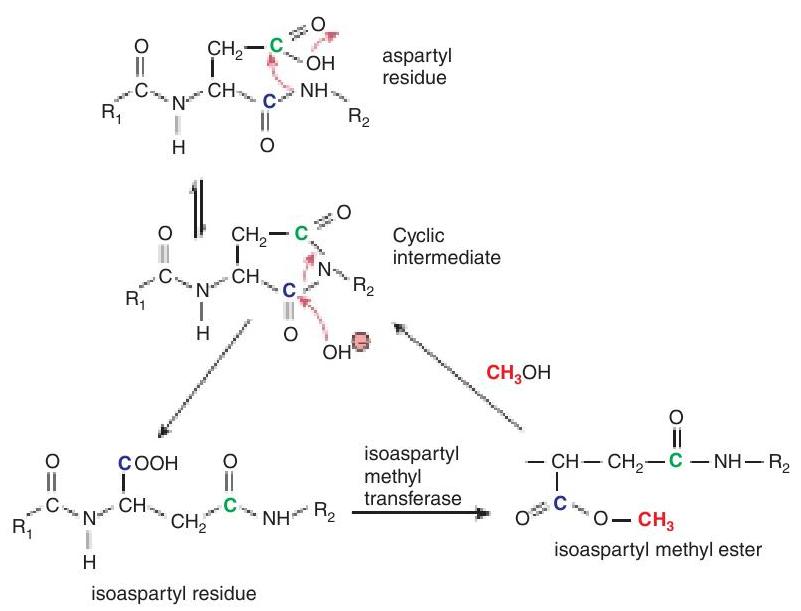 O
CH2 C
OH
O
C
N
CH
C
NH
R1
R2
H
O
aspartyl
residue
O
CH2 C
O
C
N
CH
C
N
R2
R1
H
O
OH
−
Cyclic
intermediate
CH3OH
O
C
R1
N
H
COOH
CH
CH2
O
C
NH
R2
isoaspartyl residue
isoaspartyl
methyl
transferase
O
— CH — CH2 — C — NH — R2
C
O
O — CH3
isoaspartyl methyl ester